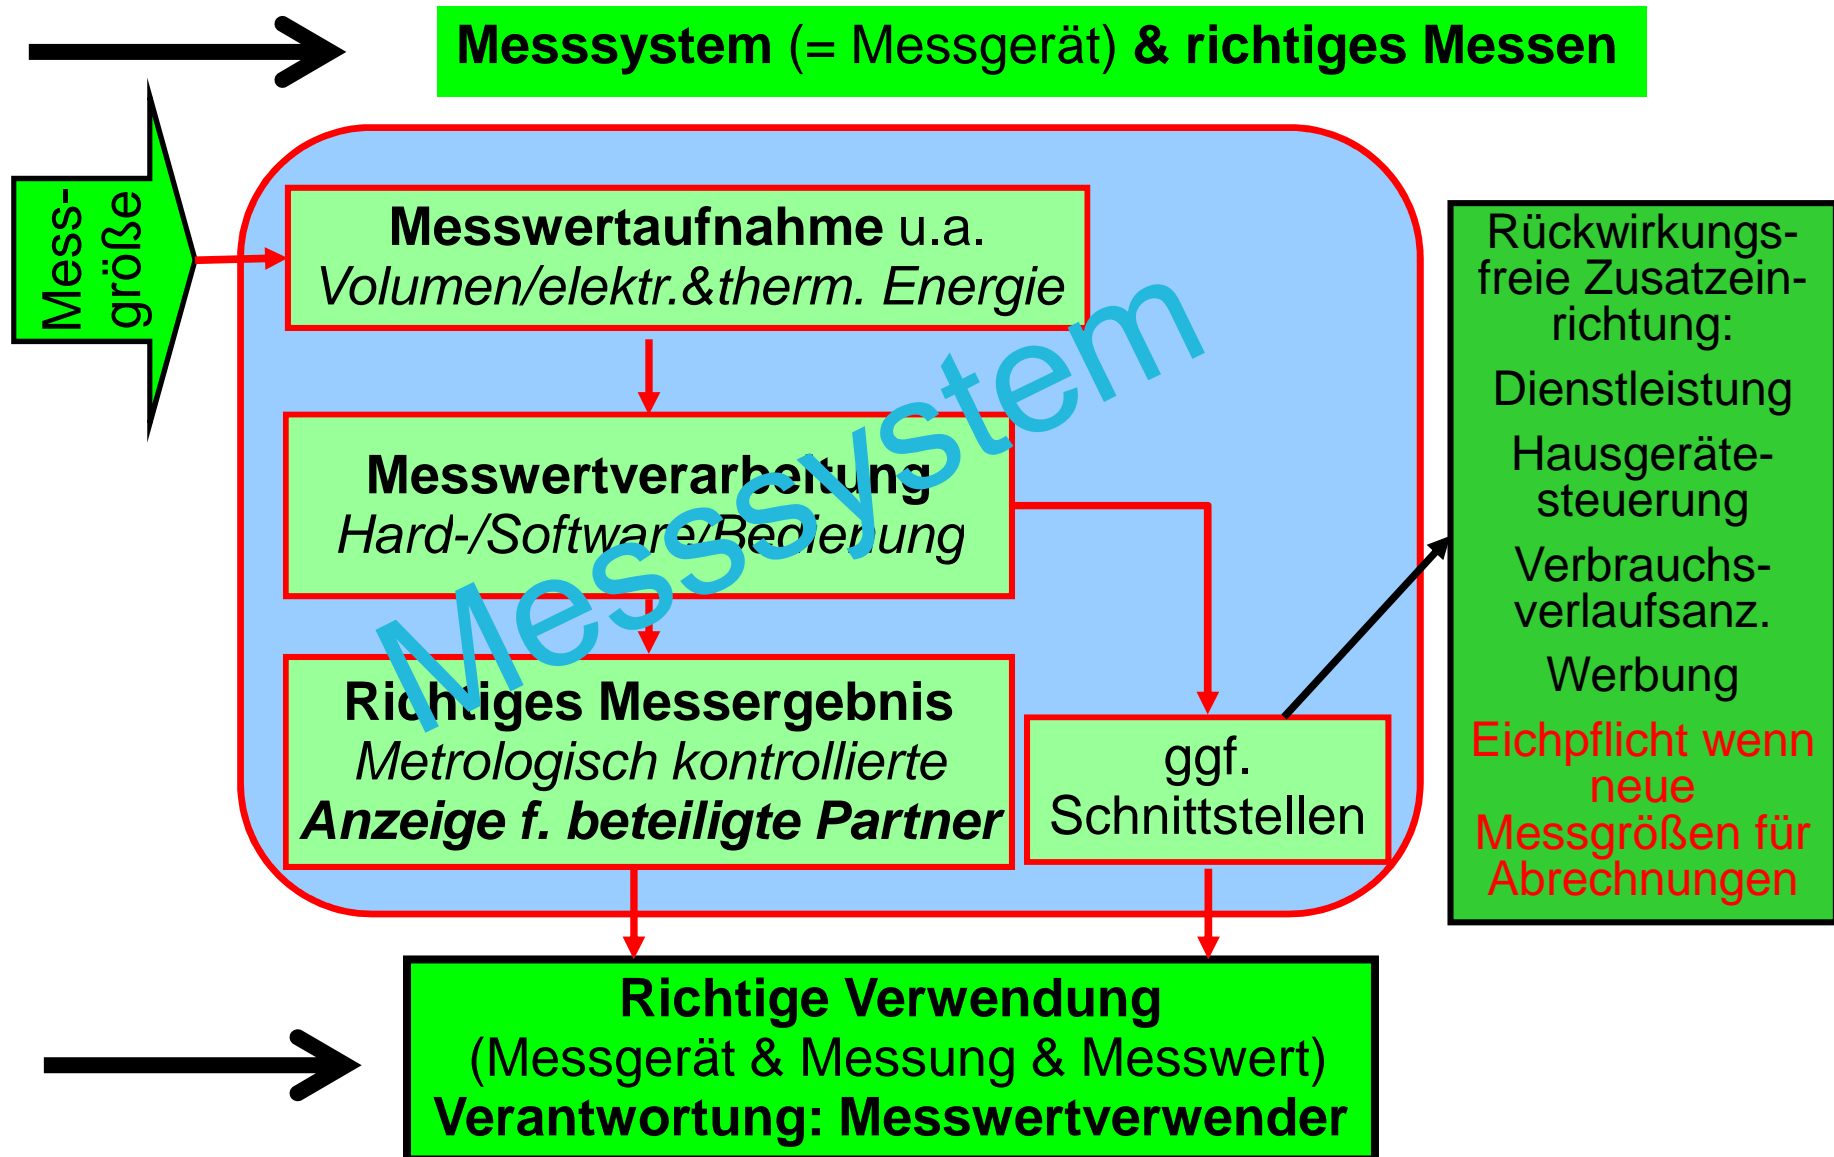 Messsystem (= Messgerät) & richtiges Messen
Mess-
größe
Messwertaufnahme u.a.
Volumen/elektr.&therm. Energie
Messwertverarbeitung
Hard-/Software/Bedienung
Richtiges Messergebnis
Metrologisch kontrollierte
Anzeige f. beteiligte Partner
ggf.
Schnittstellen
Messsystem
Rückwirkungs-
freie Zusatzein-
richtung:
Dienstleistung
Hausgeräte-
steuerung
Verbrauchs-
verlaufsanz.
Werbung
Eichpflicht wenn
neue
Messgrößen für
Abrechnungen
Richtige Verwendung
(Messgerät & Messung & Messwert)
Verantwortung: Messwertverwender